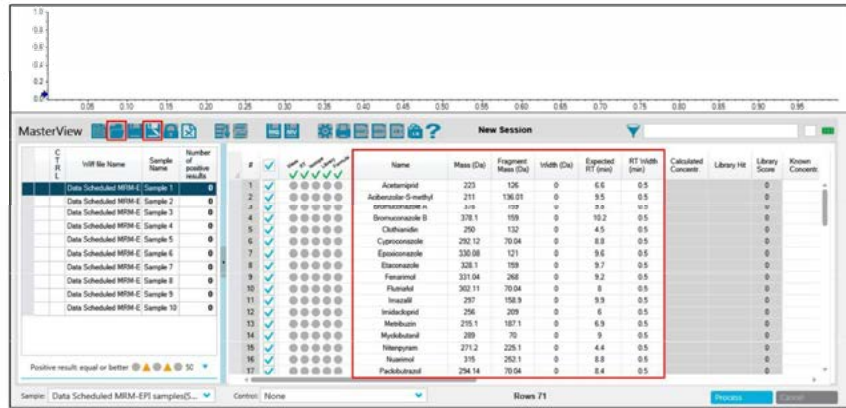 1.0
0.8
0.6
0.4
0.2
0.0
0.05 0.10 0.15 0.20 0.25 0.30 0.35 0.40 0.45 0.50 0.55 0.60 0.65 0.70 0.75 0.80 0.85 0.90 0.95
MasterView New Session
CTRL Wiff file Name Sample Name Number of positive results
Data Scheduled MRM-E Sample 1 0
Data Scheduled MRM-E Sample 2 0
Data Scheduled MRM-E Sample 3 0
Data Scheduled MRM-E Sample 4 0
Data Scheduled MRM-E Sample 5 0
Data Scheduled MRM-E Sample 6 0
Data Scheduled MRM-E Sample 7 0
Data Scheduled MRM-E Sample 8 0
Data Scheduled MRM-E Sample 9 0
Data Scheduled MRM-E Sample 10 0
Positive result: equal or better 50
# Mass RT Isotope Library Formula Name Mass (Da) Fragment Mass (Da) Width (Da) Expected RT (min) RT Width (min) Calculated Concentr. Library Hit Library Score Known Concentr.
1 Acetamiprid 223 126 0 6.6 0.5 0
2 Acibenzolar-S-methyl 211 136.01 0 9.5 0.5 0
3 Bromuconazole A 378 159 0 9.8 0.5 0
4 Bromuconazole B 378.1 159 0 10.2 0.5 0
5 Clothianidin 250 132 0 4.5 0.5 0
6 Cyproconazole 292.12 70.04 0 8.8 0.5 0
7 Epoxiconazole 330.08 121 0 9.6 0.5 0
8 Etaconazole 328.1 159 0 9.7 0.5 0
9 Fenarimol 331.04 268 0 9.2 0.5 0
10 Flutriafol 302.11 70.04 0 8 0.5 0
11 Imazalil 297 158.9 0 9.9 0.5 0
12 Imidacloprid 256 209 0 6 0.5 0
13 Metribuzin 215.1 187.1 0 6.9 0.5 0
14 Myclobutanil 289 70 0 9 0.5 0
15 Nitenpyram 271.2 225.1 0 4.4 0.5 0
16 Nuarimol 315 252.1 0 8.8 0.5 0
17 Paclobutrazol 294.14 70.04 0 8.4 0.5 0
Sample: Data Scheduled MRM-EPI samples(S... Control: None Rows 71 Process Cancel